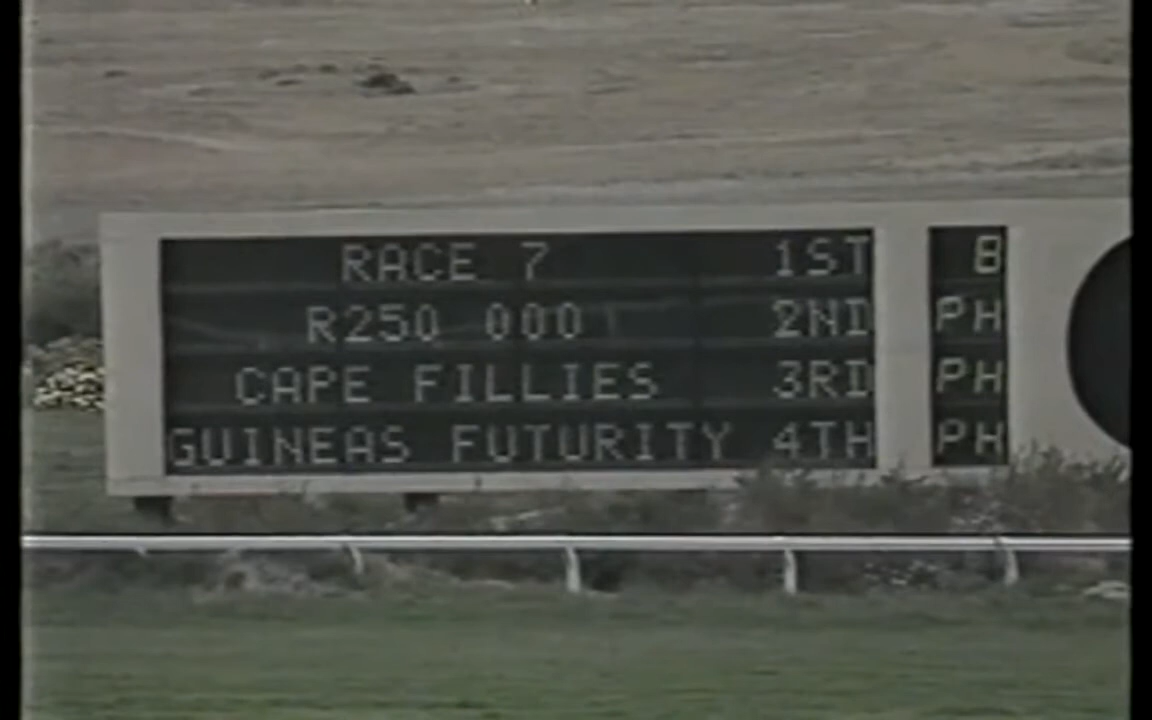 RACE 7 1ST 8
R250 000 2ND PH
CAPE FILLIES 3RD PH
GUINEAS FUTURITY 4TH PH